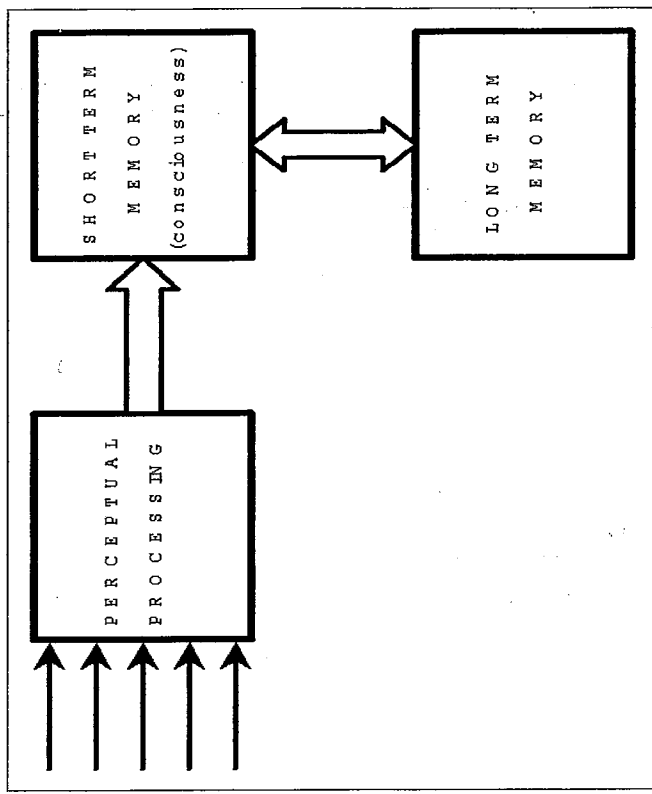 PERCEPTUAL
PROCESSING
SHORT TERM
MEMORY
(consciousness)
LONG TERM
MEMORY